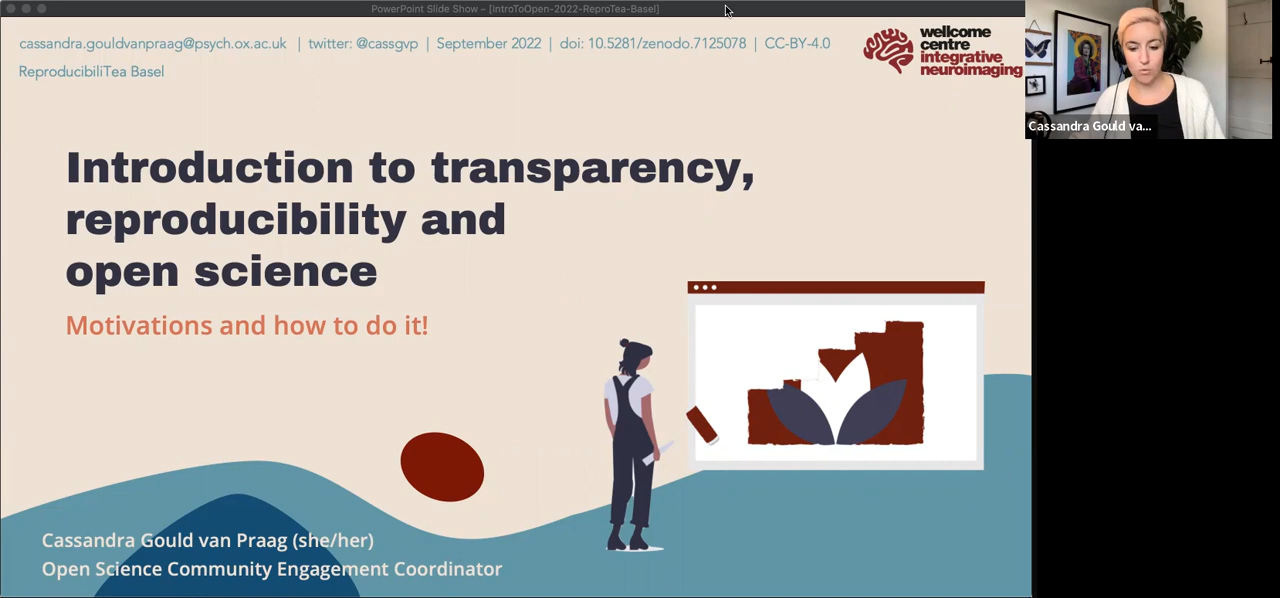 PowerPoint Slide Show – [IntroToOpen-2022-ReproTea-Basel]
cassandra.gouldvanpraag@psych.ox.ac.uk | twitter: @cassgvp | September 2022 | doi: 10.5281/zenodo.7125078 | CC-BY-4.0
ReproducibiliTea Basel
wellcome
centre
integrative
neuroimaging
Cassandra Gould va...
Introduction to transparency,
reproducibility and
open science
Motivations and how to do it!
Cassandra Gould van Praag (she/her)
Open Science Community Engagement Coordinator